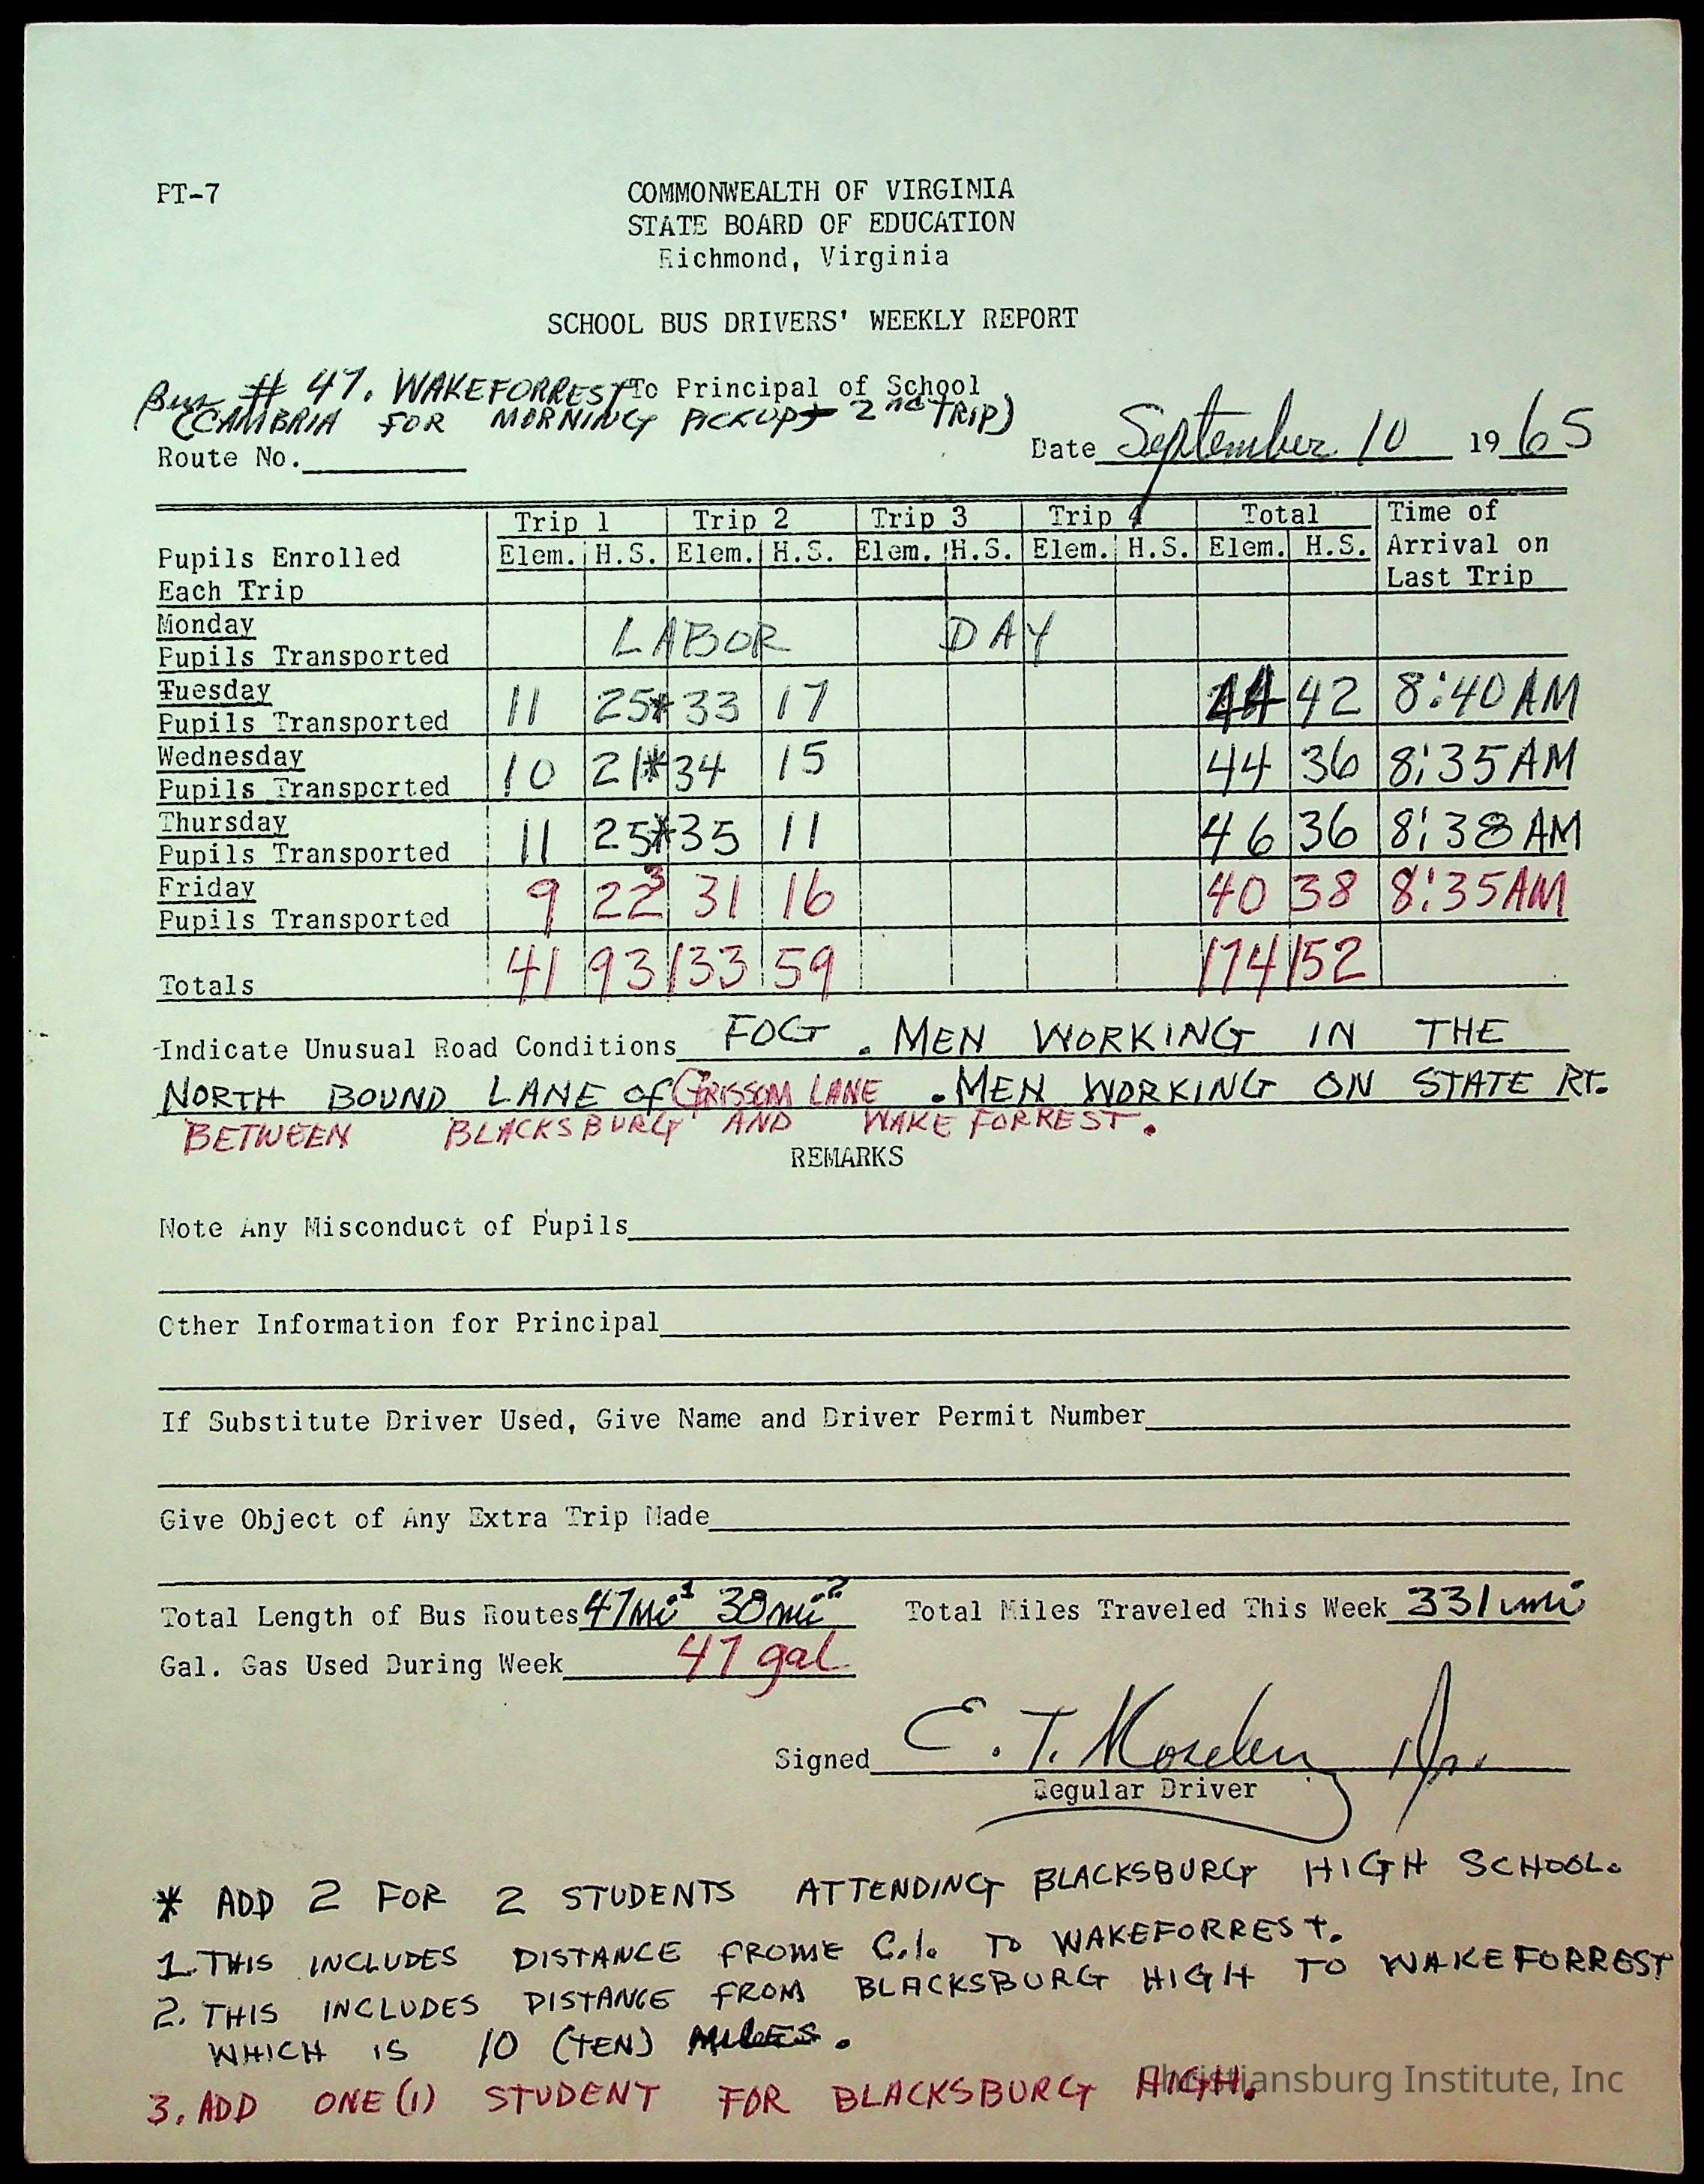 PT-7
COMMONWEALTH OF VIRGINIA
STATE BOARD OF EDUCATION
Richmond, Virginia
SCHOOL BUS DRIVERS' WEEKLY REPORT
Bus # 47. WAKEFORREST To Principal of School
(CAMBRIA FOR MORNING PICKUP 2nd TRIP)
Date September 10 1965
Route No.
Trip 1 Trip 2 Trip 3 Trip 4 Total Time of
Pupils Enrolled Elem. H.S. Elem. H.S. Elem. H.S. Elem. H.S. Elem. H.S. Arrival on
Each Trip Last Trip
Monday
Pupils Transported LABOR DAY
Tuesday
Pupils Transported 11 25* 33 17 44 42 8:40 AM
Wednesday
Pupils Transported 10 21* 34 15 44 36 8:35 AM
Thursday
Pupils Transported 11 25* 35 11 46 36 8:38 AM
Friday
Pupils Transported 9 22³ 31 16 40 38 8:35 AM
Totals 41 93 133 59 174 152
Indicate Unusual Road Conditions FOG. MEN WORKING IN THE
NORTH BOUND LANE OF GRISSOM LANE. MEN WORKING ON STATE RT.
BETWEEN BLACKSBURG AND WAKE FORREST.
REMARKS
Note Any Misconduct of Pupils
Other Information for Principal
If Substitute Driver Used, Give Name and Driver Permit Number
Give Object of Any Extra Trip Made
Total Length of Bus Routes 47mi¹ 38mi² Total Miles Traveled This Week 331 mi
Gal. Gas Used During Week 47 gal
Signed E. T. Moseley Jr.
Regular Driver
* ADD 2 FOR 2 STUDENTS ATTENDING BLACKSBURG HIGH SCHOOL.
1. THIS INCLUDES DISTANCE FROME C.I. TO WAKEFORREST.
2. THIS INCLUDES DISTANCE FROM BLACKSBURG HIGH TO WAKEFORREST
WHICH IS 10 (TEN) MILES.
3. ADD ONE (1) STUDENT FOR BLACKSBURG HIGH.
Christiansburg Institute, Inc